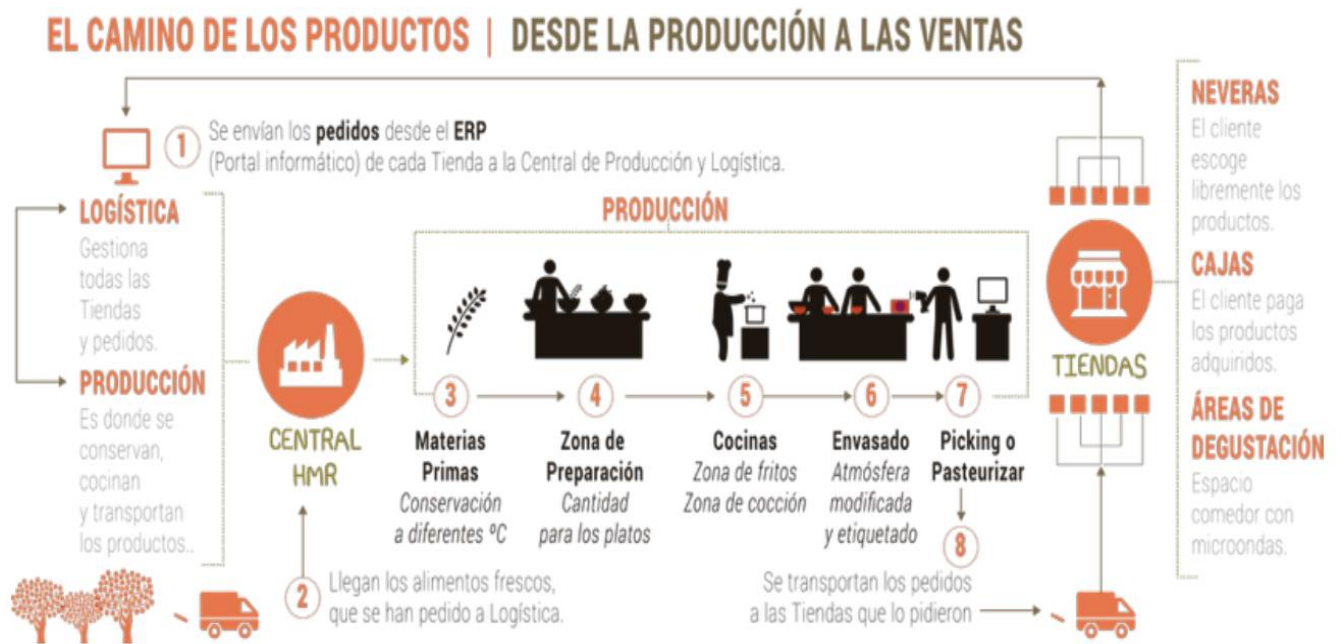 EL CAMINO DE LOS PRODUCTOS | DESDE LA PRODUCCIÓN A LAS VENTAS
1
Se envían los pedidos desde el ERP
(Portal informático) de cada Tienda a la Central de Producción y Logística.
LOGÍSTICA
Gestiona
todas las
Tiendas
y pedidos.
PRODUCCIÓN
Es donde se
conservan,
cocinan
y transportan
los productos..
CENTRAL
HMR
2
Llegan los alimentos frescos,
que se han pedido a Logística.
PRODUCCIÓN
3
Materias
Primas
Conservación
a diferentes ºC
4
Zona de
Preparación
Cantidad
para los platos
5
Cocinas
Zona de fritos
Zona de cocción
6
Envasado
Atmósfera
modificada
y etiquetado
7
Picking o
Pasteurizar
8
Se transportan los pedidos
a las Tiendas que lo pidieron
TIENDAS
NEVERAS
El cliente
escoge
libremente los
productos.
CAJAS
El cliente paga
los productos
adquiridos.
ÁREAS DE
DEGUSTACIÓN
Espacio
comedor con
microondas.